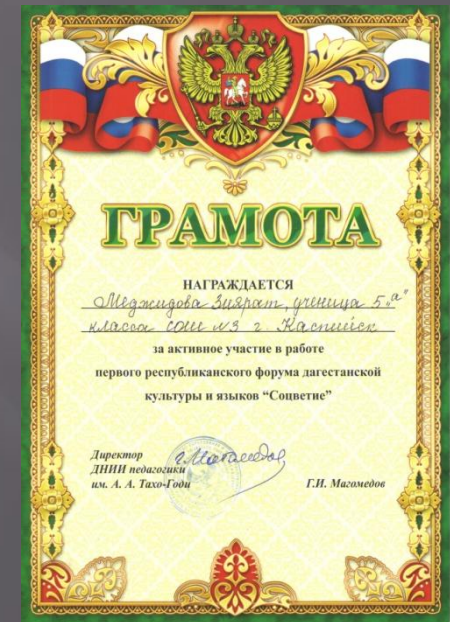 ГРАМОТА
НАГРАЖДАЕТСЯ
Меджидова Зиярат, ученица 5 „а"
класса сош №3 г. Каспийск
за активное участие в работе
первого республиканского форума дагестанской
культуры и языков “Соцветие”
Директор
ДНИИ педагогики
им. А. А. Тахо-Годи
Г.И. Магомедов